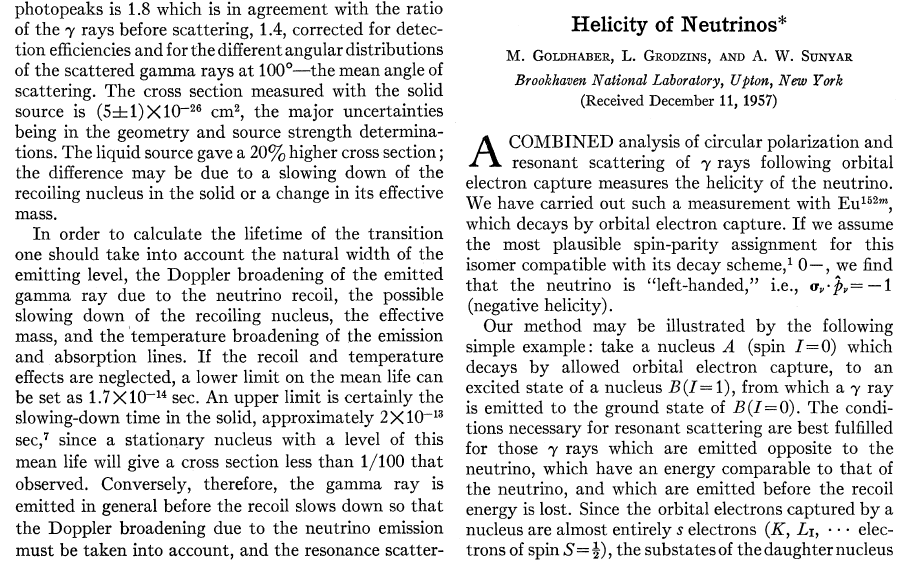 photopeaks is 1.8 which is in agreement with the ratio
of the γ rays before scattering, 1.4, corrected for detec-
tion efficiencies and for the different angular distributions
of the scattered gamma rays at 100°—the mean angle of
scattering. The cross section measured with the solid
source is (5±1)×10⁻²⁶ cm², the major uncertainties
being in the geometry and source strength determina-
tions. The liquid source gave a 20% higher cross section;
the difference may be due to a slowing down of the
recoiling nucleus in the solid or a change in its effective
mass.
In order to calculate the lifetime of the transition
one should take into account the natural width of the
emitting level, the Doppler broadening of the emitted
gamma ray due to the neutrino recoil, the possible
slowing down of the recoiling nucleus, the effective
mass, and the temperature broadening of the emission
and absorption lines. If the recoil and temperature
effects are neglected, a lower limit on the mean life can
be set as 1.7×10⁻¹⁴ sec. An upper limit is certainly the
slowing-down time in the solid, approximately 2×10⁻¹³
sec,⁷ since a stationary nucleus with a level of this
mean life will give a cross section less than 1/100 that
observed. Conversely, therefore, the gamma ray is
emitted in general before the recoil slows down so that
the Doppler broadening due to the neutrino emission
must be taken into account, and the resonance scatter-
Helicity of Neutrinos*
M. GOLDHABER, L. GRODZINS, AND A. W. SUNYAR
Brookhaven National Laboratory, Upton, New York
(Received December 11, 1957)
A COMBINED analysis of circular polarization and
resonant scattering of γ rays following orbital
electron capture measures the helicity of the neutrino.
We have carried out such a measurement with Eu¹⁵²ᵐ,
which decays by orbital electron capture. If we assume
the most plausible spin-parity assignment for this
isomer compatible with its decay scheme,¹ 0−, we find
that the neutrino is “left-handed,” i.e., σᵥ·p̂ᵥ=−1
(negative helicity).
Our method may be illustrated by the following
simple example: take a nucleus A (spin I=0) which
decays by allowed orbital electron capture, to an
excited state of a nucleus B(I=1), from which a γ ray
is emitted to the ground state of B(I=0). The condi-
tions necessary for resonant scattering are best fulfilled
for those γ rays which are emitted opposite to the
neutrino, which have an energy comparable to that of
the neutrino, and which are emitted before the recoil
energy is lost. Since the orbital electrons captured by a
nucleus are almost entirely s electrons (K, L_I, ··· elec-
trons of spin S=½), the substates of the daughter nucleus